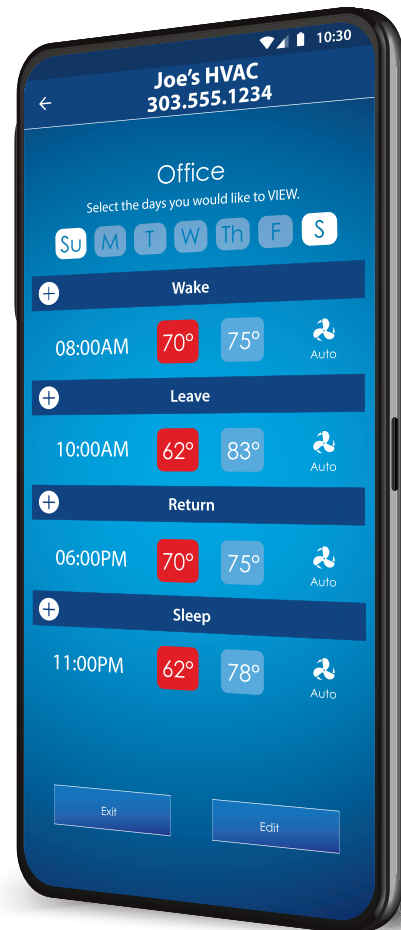 10:30
Joe's HVAC
303.555.1234
Office
Select the days you would like to VIEW.
Su M T W Th F S
Wake
08:00AM 70° 75°
Auto
Leave
10:00AM 62° 83°
Auto
Return
06:00PM 70° 75°
Auto
Sleep
11:00PM 62° 78°
Auto
Exit Edit